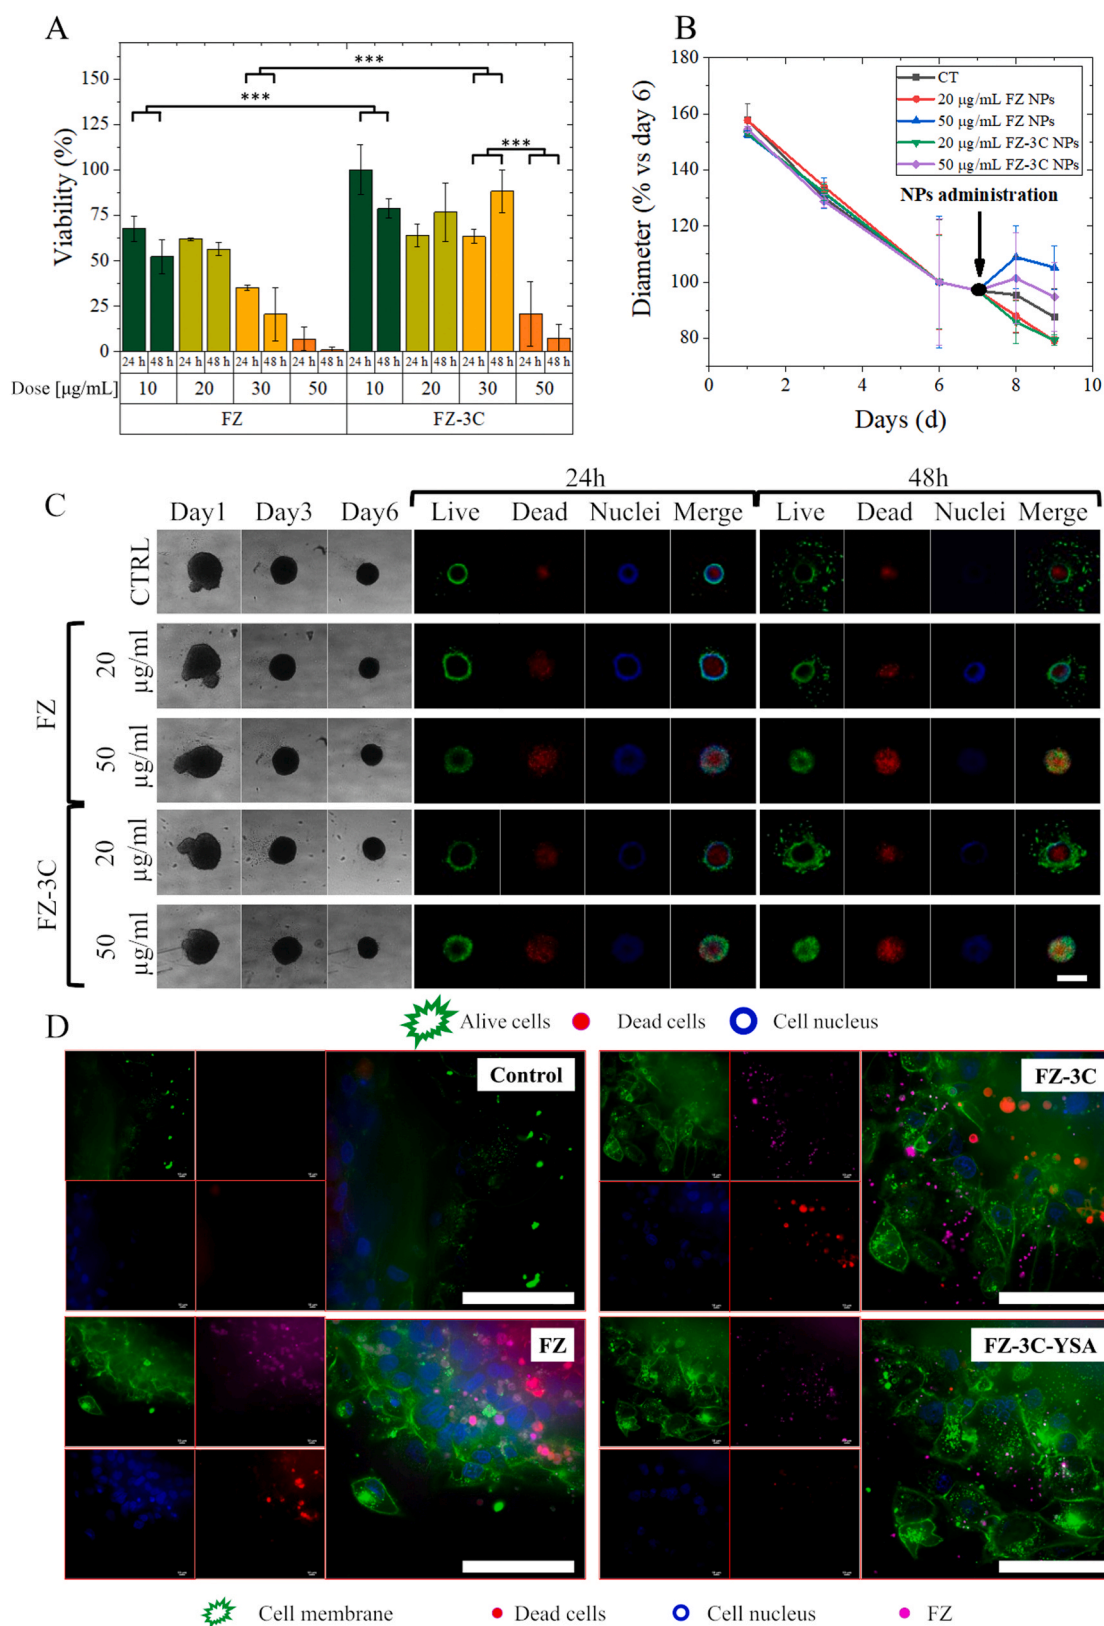 A
***
***
***
150
125
100
75
50
25
0
Viability (%)
24 h 48 h 24 h 48 h 24 h 48 h 24 h 48 h 24 h 48 h 24 h 48 h 24 h 48 h 24 h 48 h
Dose [µg/mL] 10 20 30 50 10 20 30 50
FZ FZ-3C
B
180
160
140
120
100
80
Diameter (% vs day 6)
CT
20 µg/mL FZ NPs
50 µg/mL FZ NPs
20 µg/mL FZ-3C NPs
50 µg/mL FZ-3C NPs
NPs administration
0 2 4 6 8 10
Days (d)
C
24h 48h
Day1 Day3 Day6 Live Dead Nuclei Merge Live Dead Nuclei Merge
CTRL
FZ
20
µg/ml
50
µg/ml
FZ-3C
20
µg/ml
50
µg/ml
Alive cells Dead cells Cell nucleus
D
Control
FZ-3C
FZ
FZ-3C-YSA
Cell membrane Dead cells Cell nucleus FZ